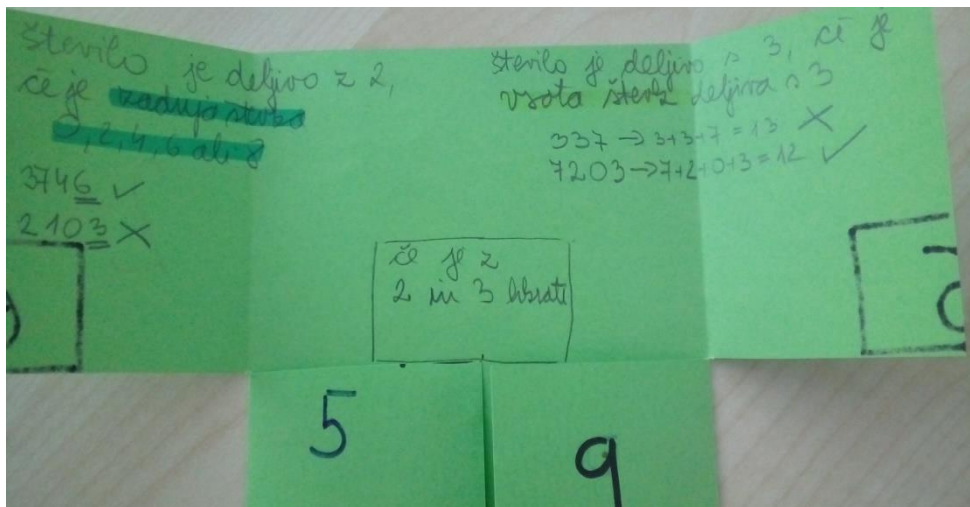 število je deljivo z 2,
če je zadnja števka
0, 2, 4, 6 ali 8
3746 ✓
2103 X
število je deljivo s 3, če je
vsota števk deljiva s 3
337 → 3+3+7 = 13 X
7203 → 7+2+0+3 = 12 ✓
če je z
2 in 3 hkrati
5
9